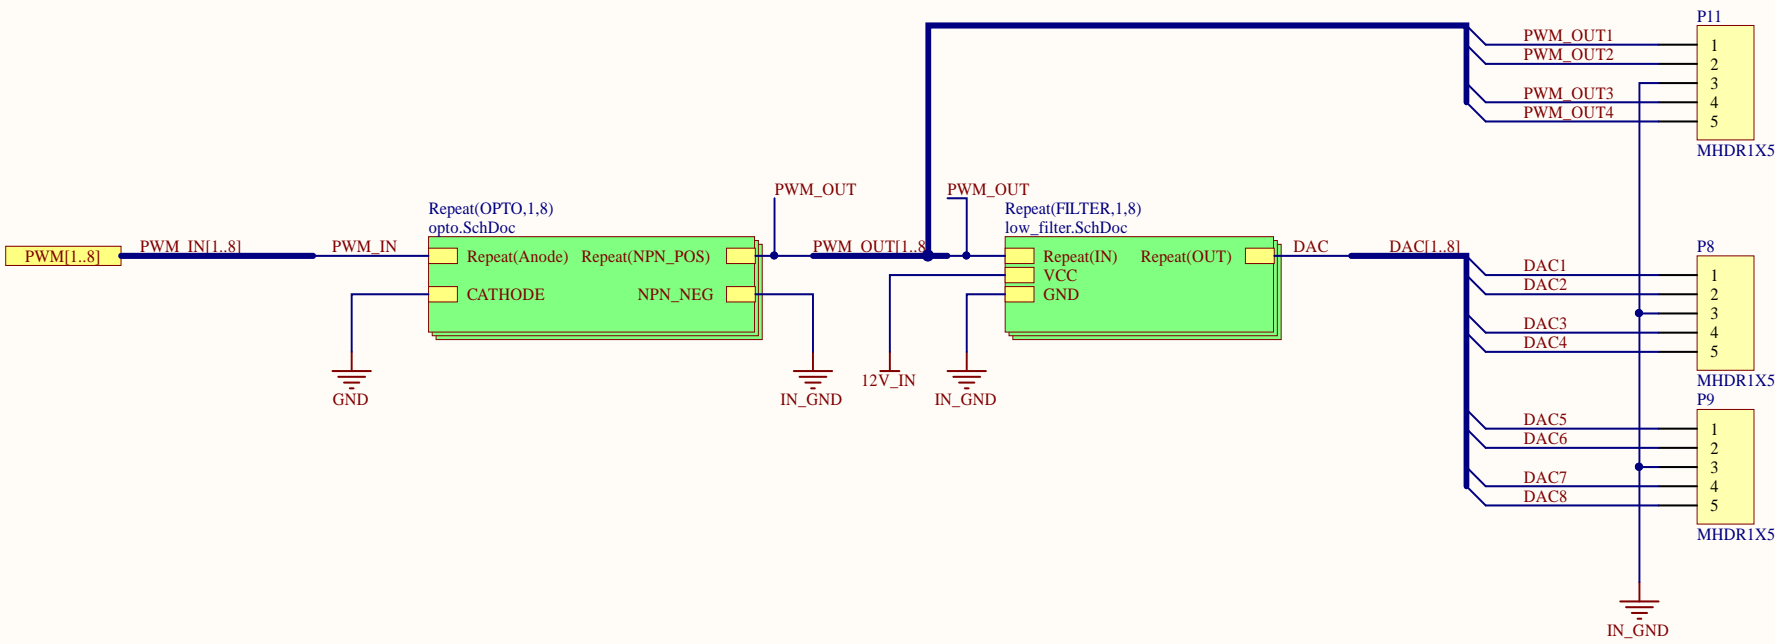 P11
PWM_OUT1
1
PWM_OUT2
2
3
PWM_OUT3
4
PWM_OUT4
5
MHDR1X5
PWM_OUT
PWM_OUT
Repeat(OPTO,1,8)
opto.SchDoc
Repeat(FILTER,1,8)
low_filter.SchDoc
PWM[1..8]
PWM_IN[1..8]
PWM_IN
Repeat(Anode)
Repeat(NPN_POS)
PWM_OUT[1..8
Repeat(IN)
Repeat(OUT)
DAC
DAC[1..8]
VCC
CATHODE
NPN_NEG
GND
GND
IN_GND
12V_IN
IN_GND
P8
DAC1
1
DAC2
2
3
DAC3
4
DAC4
5
MHDR1X5
P9
DAC5
1
DAC6
2
3
DAC7
4
DAC8
5
MHDR1X5
IN_GND